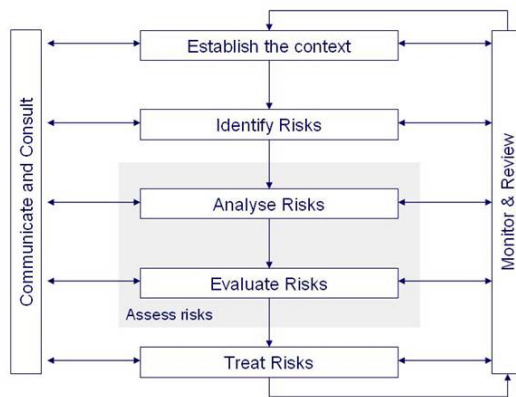 Establish the context
Identify Risks
Analyse Risks
Evaluate Risks
Assess risks
Treat Risks
Communicate and Consult
Monitor & Review